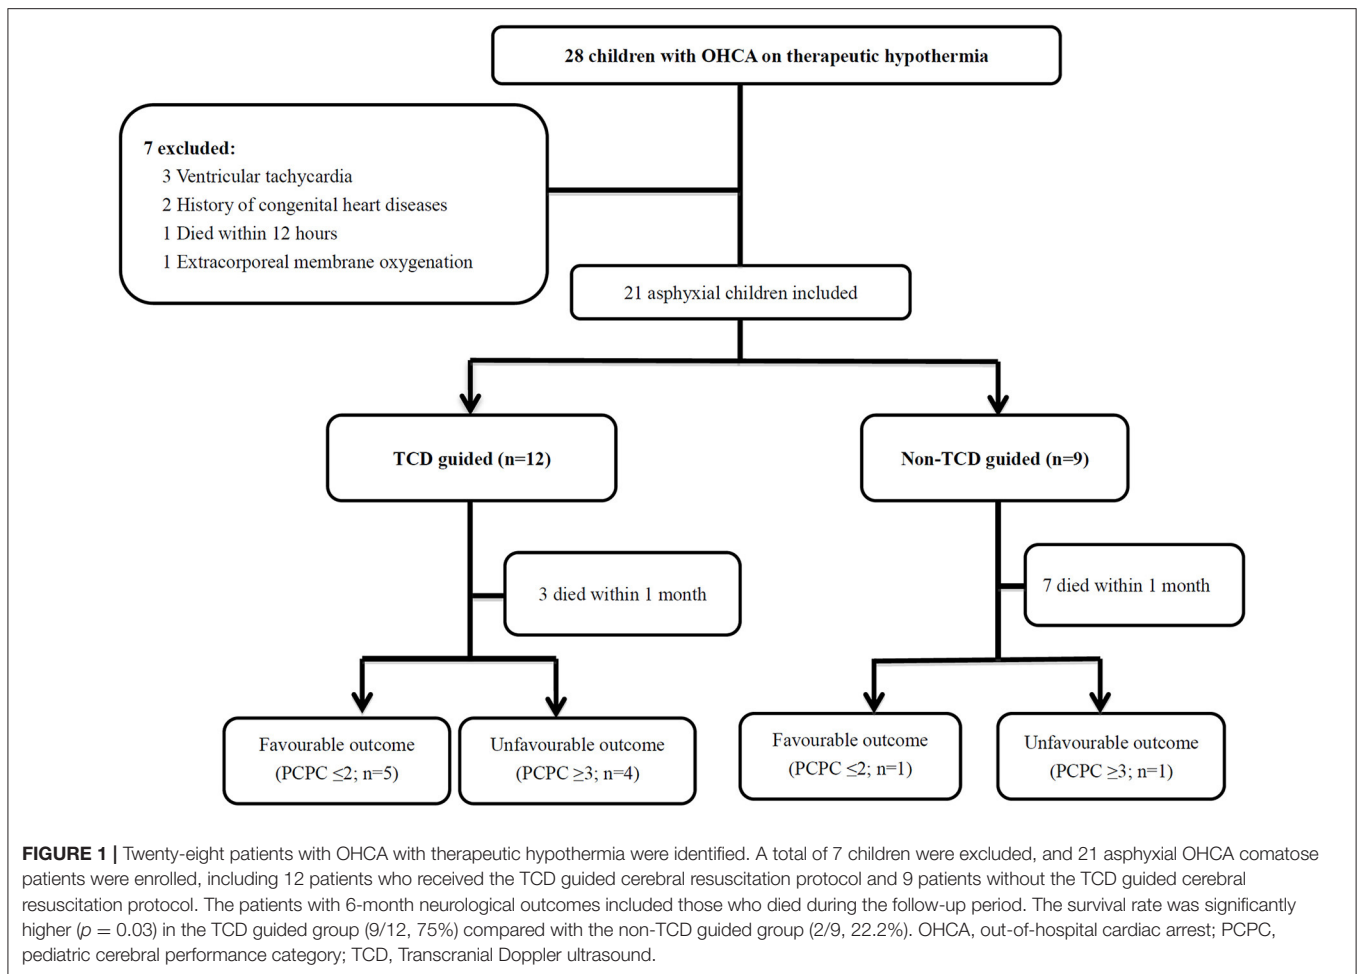 28 children with OHCA on therapeutic hypothermia
7 excluded:
3 Ventricular tachycardia
2 History of congenital heart diseases
1 Died within 12 hours
1 Extracorporeal membrane oxygenation
21 asphyxial children included
TCD guided (n=12)
Non-TCD guided (n=9)
3 died within 1 month
7 died within 1 month
Favourable outcome
(PCPC ≤2; n=5)
Unfavourable outcome
(PCPC ≥3; n=4)
Favourable outcome
(PCPC ≤2; n=1)
Unfavourable outcome
(PCPC ≥3; n=1)
FIGURE 1 | Twenty-eight patients with OHCA with therapeutic hypothermia were identified. A total of 7 children were excluded, and 21 asphyxial OHCA comatose
patients were enrolled, including 12 patients who received the TCD guided cerebral resuscitation protocol and 9 patients without the TCD guided cerebral
resuscitation protocol. The patients with 6-month neurological outcomes included those who died during the follow-up period. The survival rate was significantly
higher (p = 0.03) in the TCD guided group (9/12, 75%) compared with the non-TCD guided group (2/9, 22.2%). OHCA, out-of-hospital cardiac arrest; PCPC,
pediatric cerebral performance category; TCD, Transcranial Doppler ultrasound.